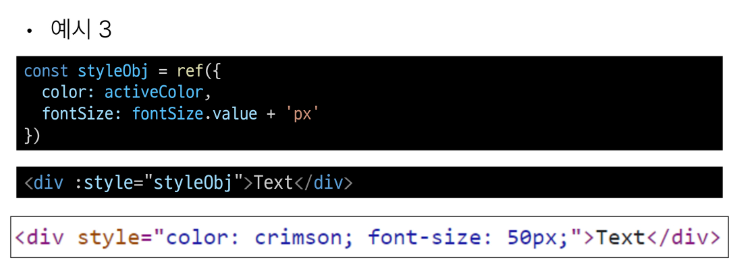 • 예시 3
const styleObj = ref({
  color: activeColor,
  fontSize: fontSize.value + 'px'
})
<div :style="styleObj">Text</div>
<div style="color: crimson; font-size: 50px;">Text</div>